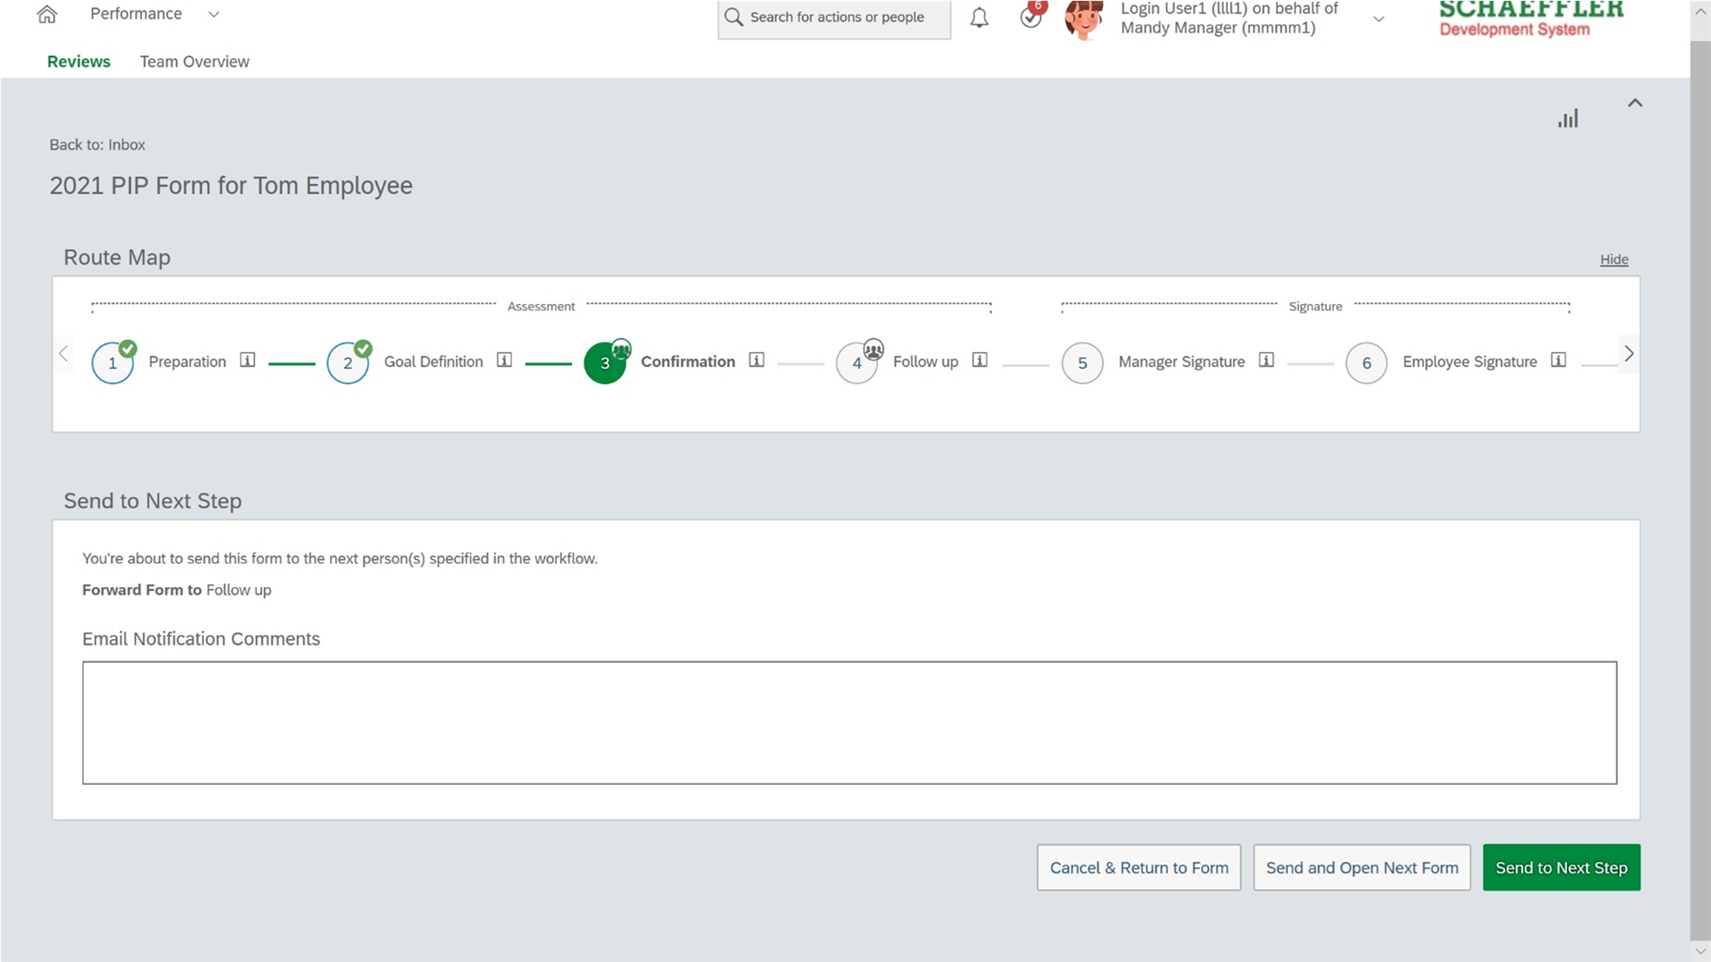 Performance
Search for actions or people
6
Login User1 (llll1) on behalf of
Mandy Manager (mmmm1)
SCHAEFFLER
Development System
Reviews
Team Overview
Back to: Inbox
2021 PIP Form for Tom Employee
Route Map
Hide
Assessment
Signature
1 Preparation
2 Goal Definition
3 Confirmation
4 Follow up
5 Manager Signature
6 Employee Signature
Send to Next Step
You're about to send this form to the next person(s) specified in the workflow.
Forward Form to Follow up
Email Notification Comments
Cancel & Return to Form
Send and Open Next Form
Send to Next Step